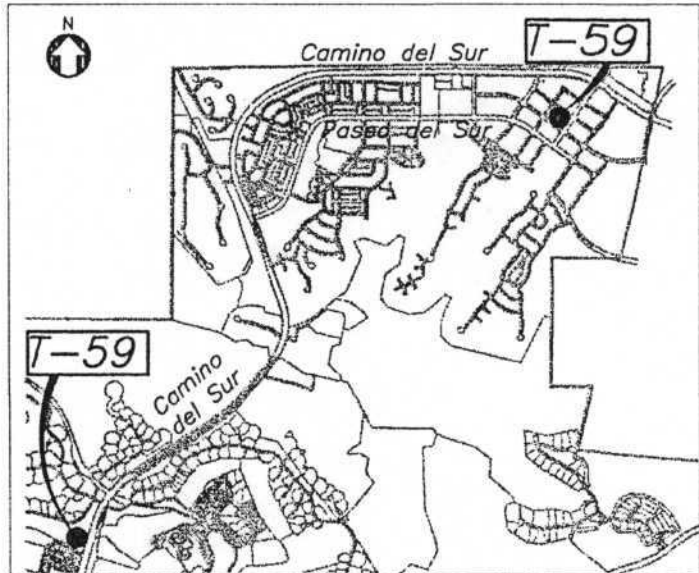 N
T-59
Camino del Sur
Paseo del Sur
T-59
Camino
del Sur